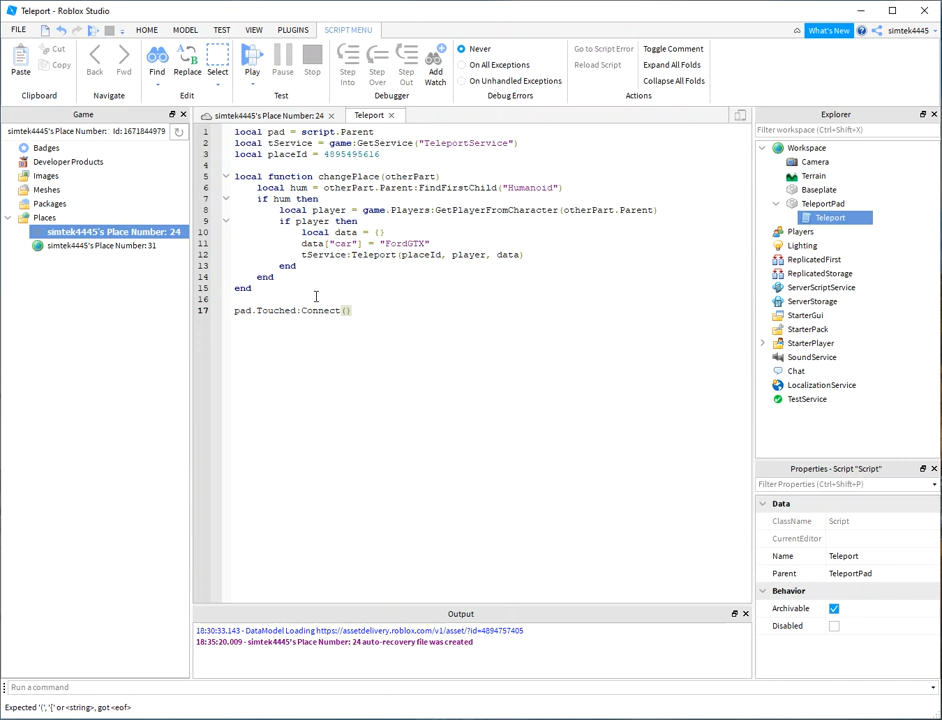 Teleport - Roblox Studio
FILE HOME MODEL TEST VIEW PLUGINS SCRIPT MENU What's New simtek4445
Paste Cut Copy Back Fwd Find Replace Select Play Pause Stop Step Into Step Over Step Out Add Watch Never On All Exceptions On Unhandled Exceptions Go to Script Error Reload Script Toggle Comment Expand All Folds Collapse All Folds
Clipboard Navigate Edit Test Debugger Debug Errors Actions
Game
simtek4445's Place Number: Id:1671844979
Badges
Developer Products
Images
Meshes
Packages
Places
simtek4445's Place Number: 24
simtek4445's Place Number: 31
simtek4445's Place Number: 24 Teleport
1 local pad = script.Parent
2 local tService = game:GetService("TeleportService")
3 local placeId = 4895495616
4
5 local function changePlace(otherPart)
6 local hum = otherPart.Parent:FindFirstChild("Humanoid")
7 if hum then
8 local player = game.Players:GetPlayerFromCharacter(otherPart.Parent)
9 if player then
10 local data = {}
11 data["car"] = "FordGTX"
12 tService:Teleport(placeId, player, data)
13 end
14 end
15 end
16
17 pad.Touched:Connect()
Output
18:30:33.143 - DataModel Loading https://assetdelivery.roblox.com/v1/asset/?id=4894757405
18:35:20.009 - simtek4445's Place Number: 24 auto-recovery file was created
Explorer
Filter workspace (Ctrl+Shift+X)
Workspace
Camera
Terrain
Baseplate
TeleportPad
Teleport
Players
Lighting
ReplicatedFirst
ReplicatedStorage
ServerScriptService
ServerStorage
StarterGui
StarterPack
StarterPlayer
SoundService
Chat
LocalizationService
TestService
Properties - Script "Script"
Filter Properties (Ctrl+Shift+P)
Data
ClassName Script
CurrentEditor
Name Teleport
Parent TeleportPad
Behavior
Archivable
Disabled
Run a command
Expected '(', '{' or <string>, got <eof>